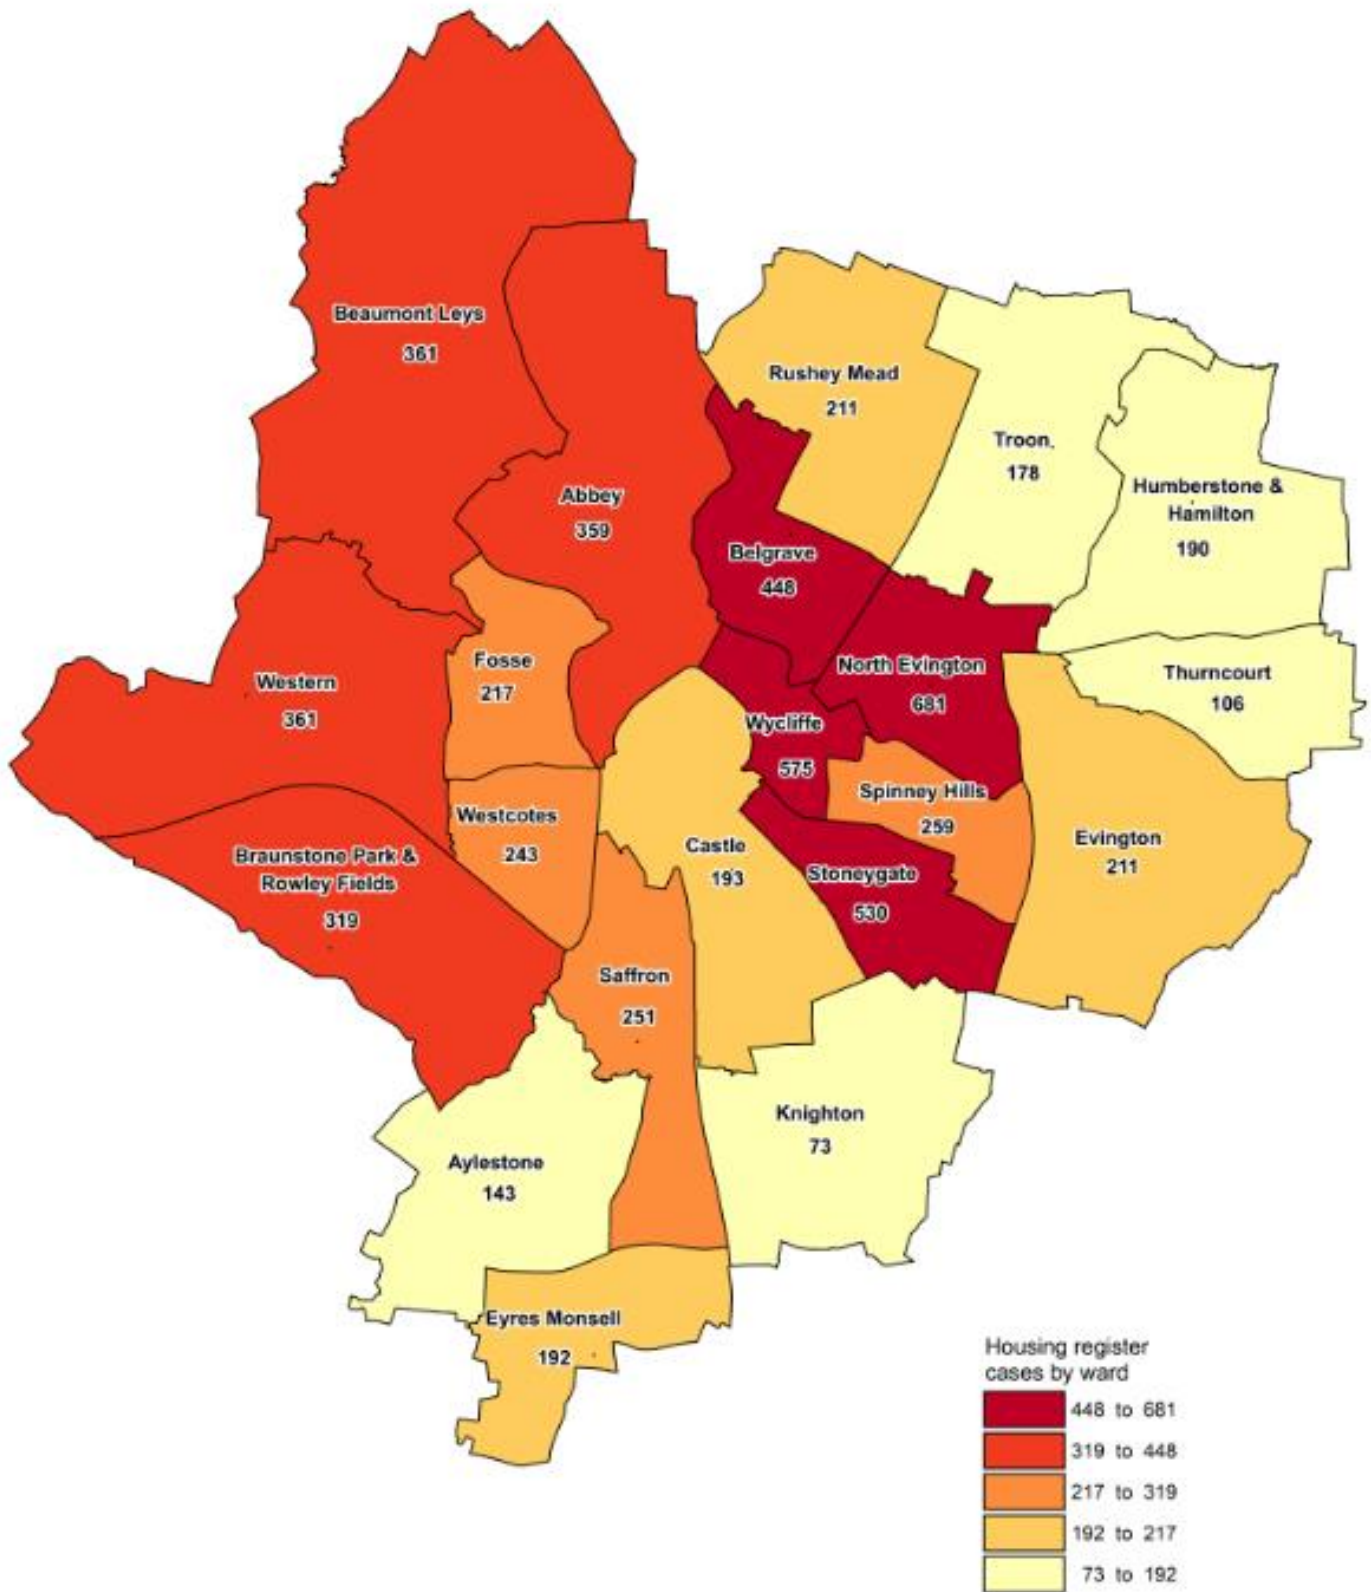 Beaumont Leys
361
Rushey Mead
211
Troon
178
Humberstone &
Hamilton
190
Abbey
359
Belgrave
448
Fosse
217
North Evington
681
Thurncourt
106
Western
361
Wycliffe
575
Spinney Hills
259
Westcotes
243
Evington
211
Castle
193
Braunstone Park &
Rowley Fields
319
Stoneygate
530
Saffron
251
Knighton
73
Aylestone
143
Eyres Monsell
192
Housing register
cases by ward
448 to 681
319 to 448
217 to 319
192 to 217
73 to 192